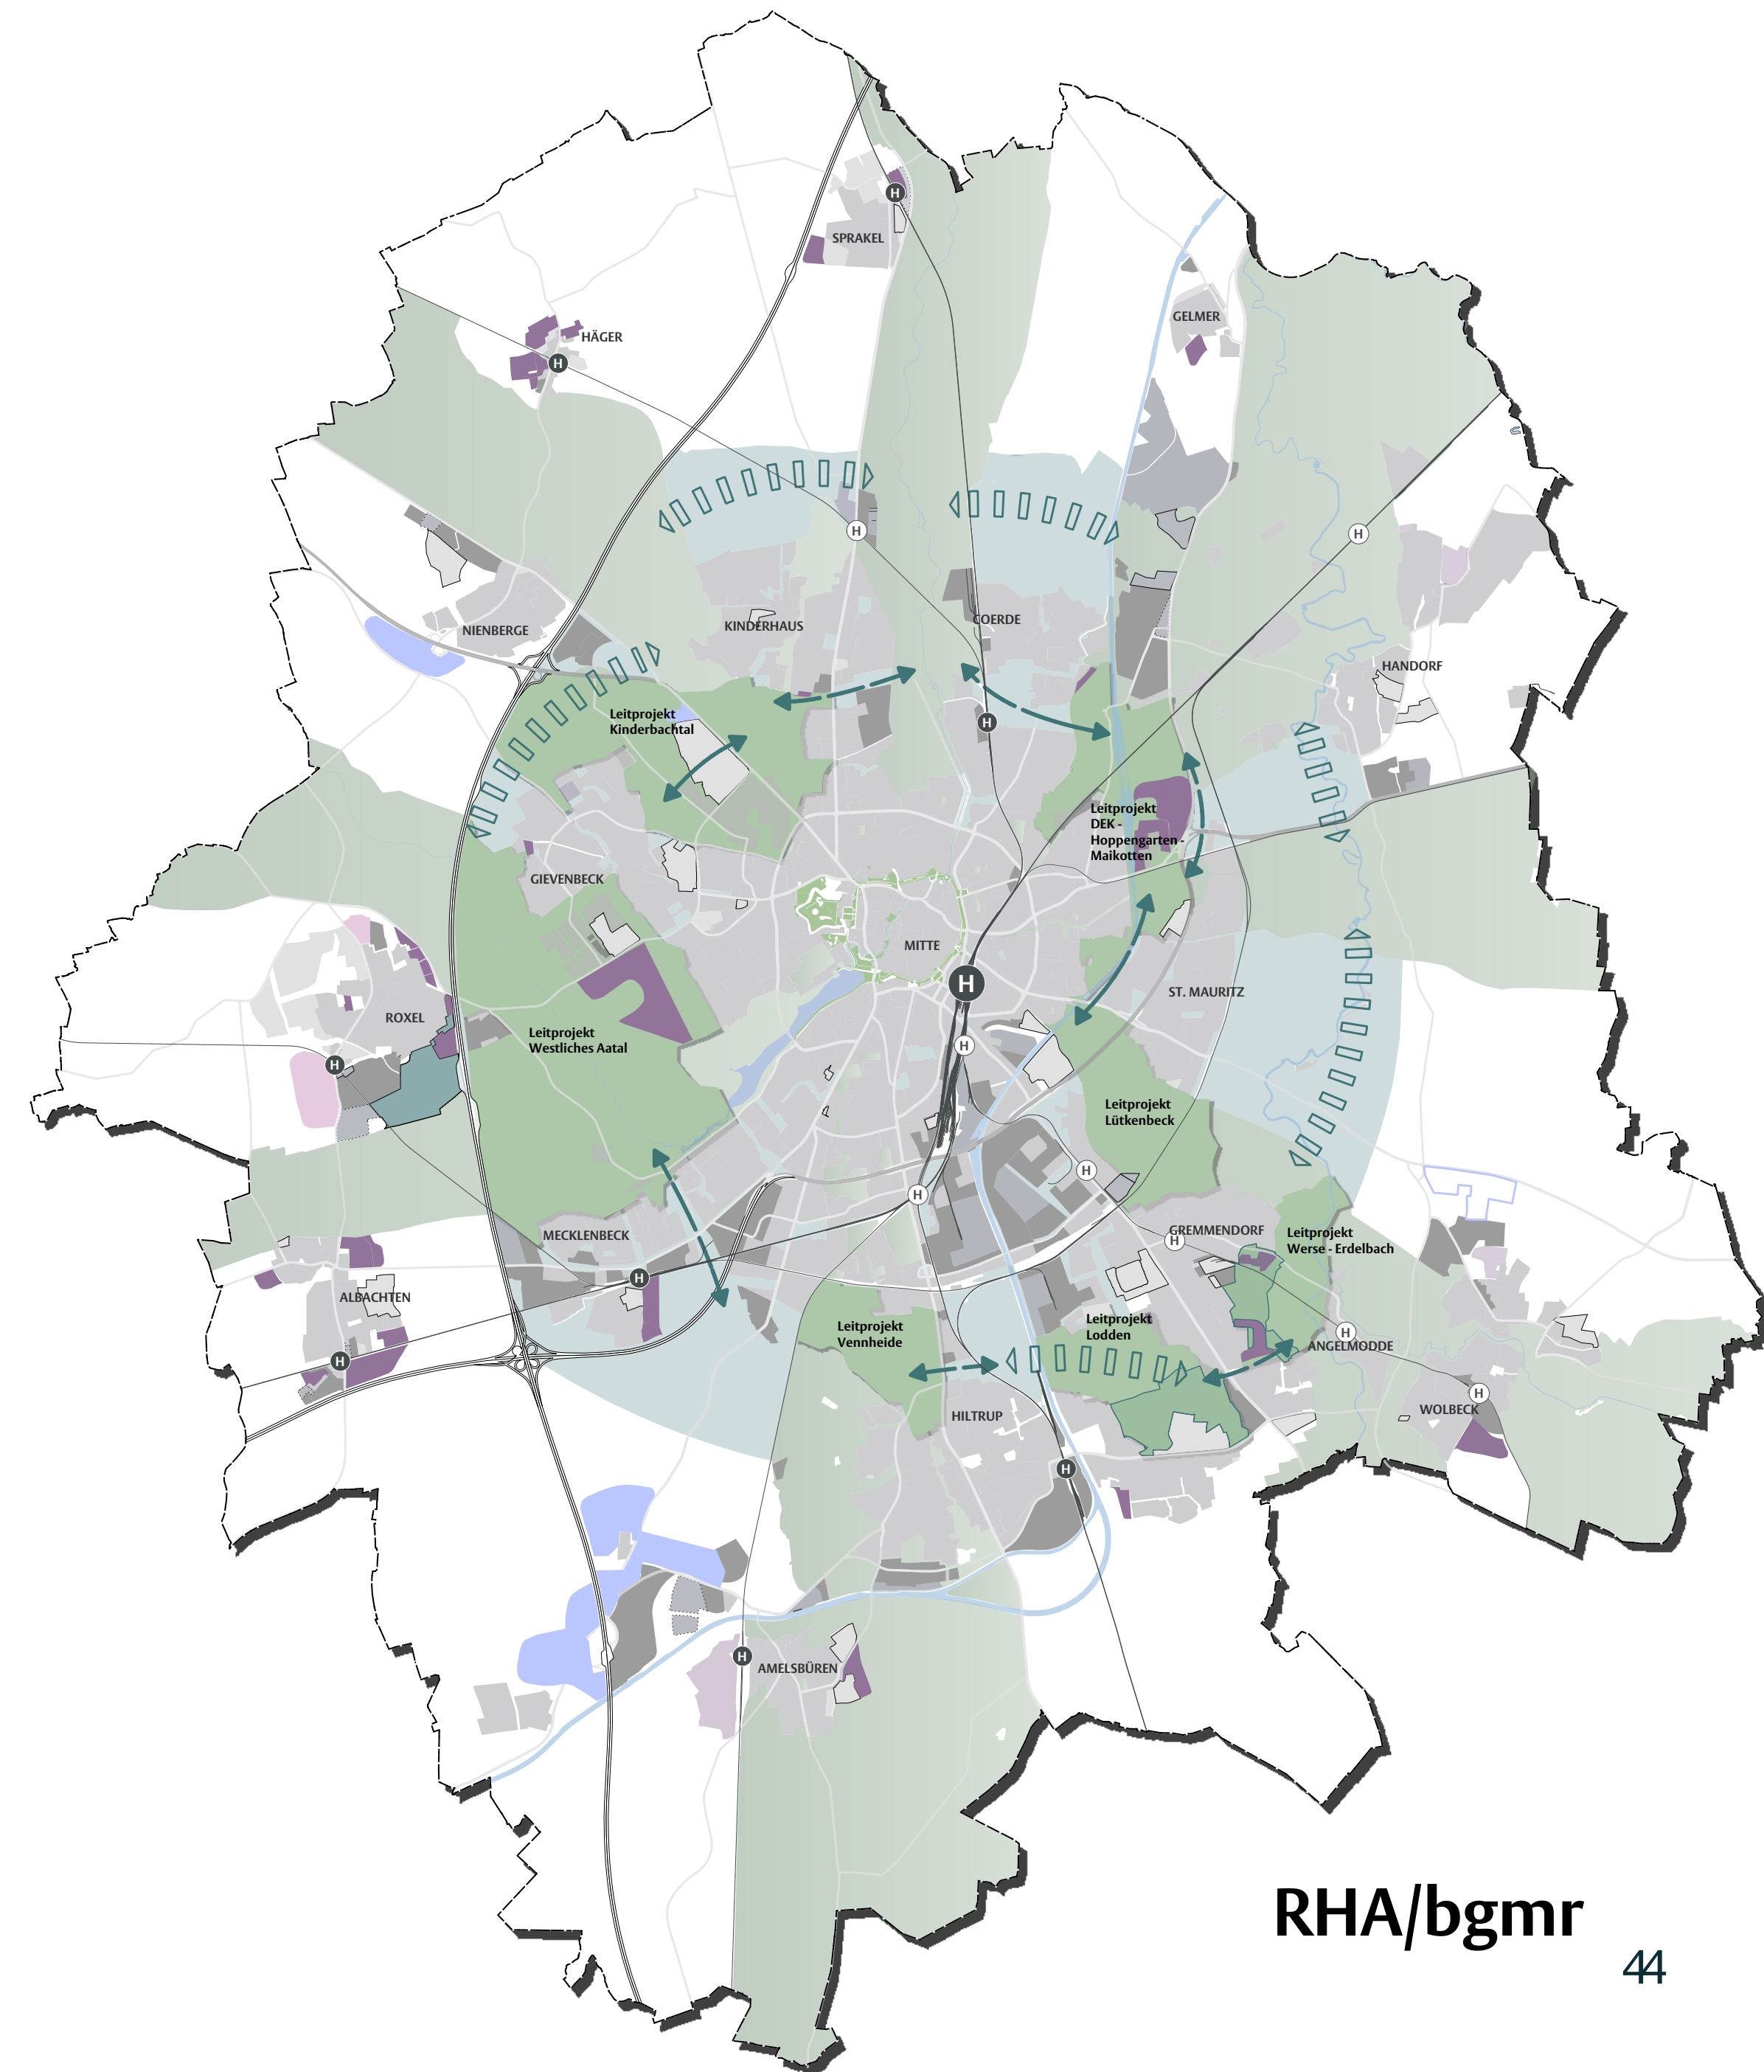 H
SPRAKEL
GELMER
HÄGER
H
H
H
NIENBERGE
KINDERHAUS
COERDE
HANDORF
Leitprojekt
Kinderbachtal
H
Leitprojekt
DEK -
Hoppengarten -
Maikotten
GIEVENBECK
MITTE
H
ST. MAURITZ
ROXEL
Leitprojekt
Westliches Aatal
H
H
Leitprojekt
Lütkenbeck
H
H
MECKLENBECK
GREMMENDORF
H
Leitprojekt
Werse - Erdelbach
H
ALBACHTEN
Leitprojekt
Vennheide
Leitprojekt
Lodden
H
ANGELMODDE
H
H
WOLBECK
HILTRUP
H
H
AMELSBÜREN
RHA/bgmr
44